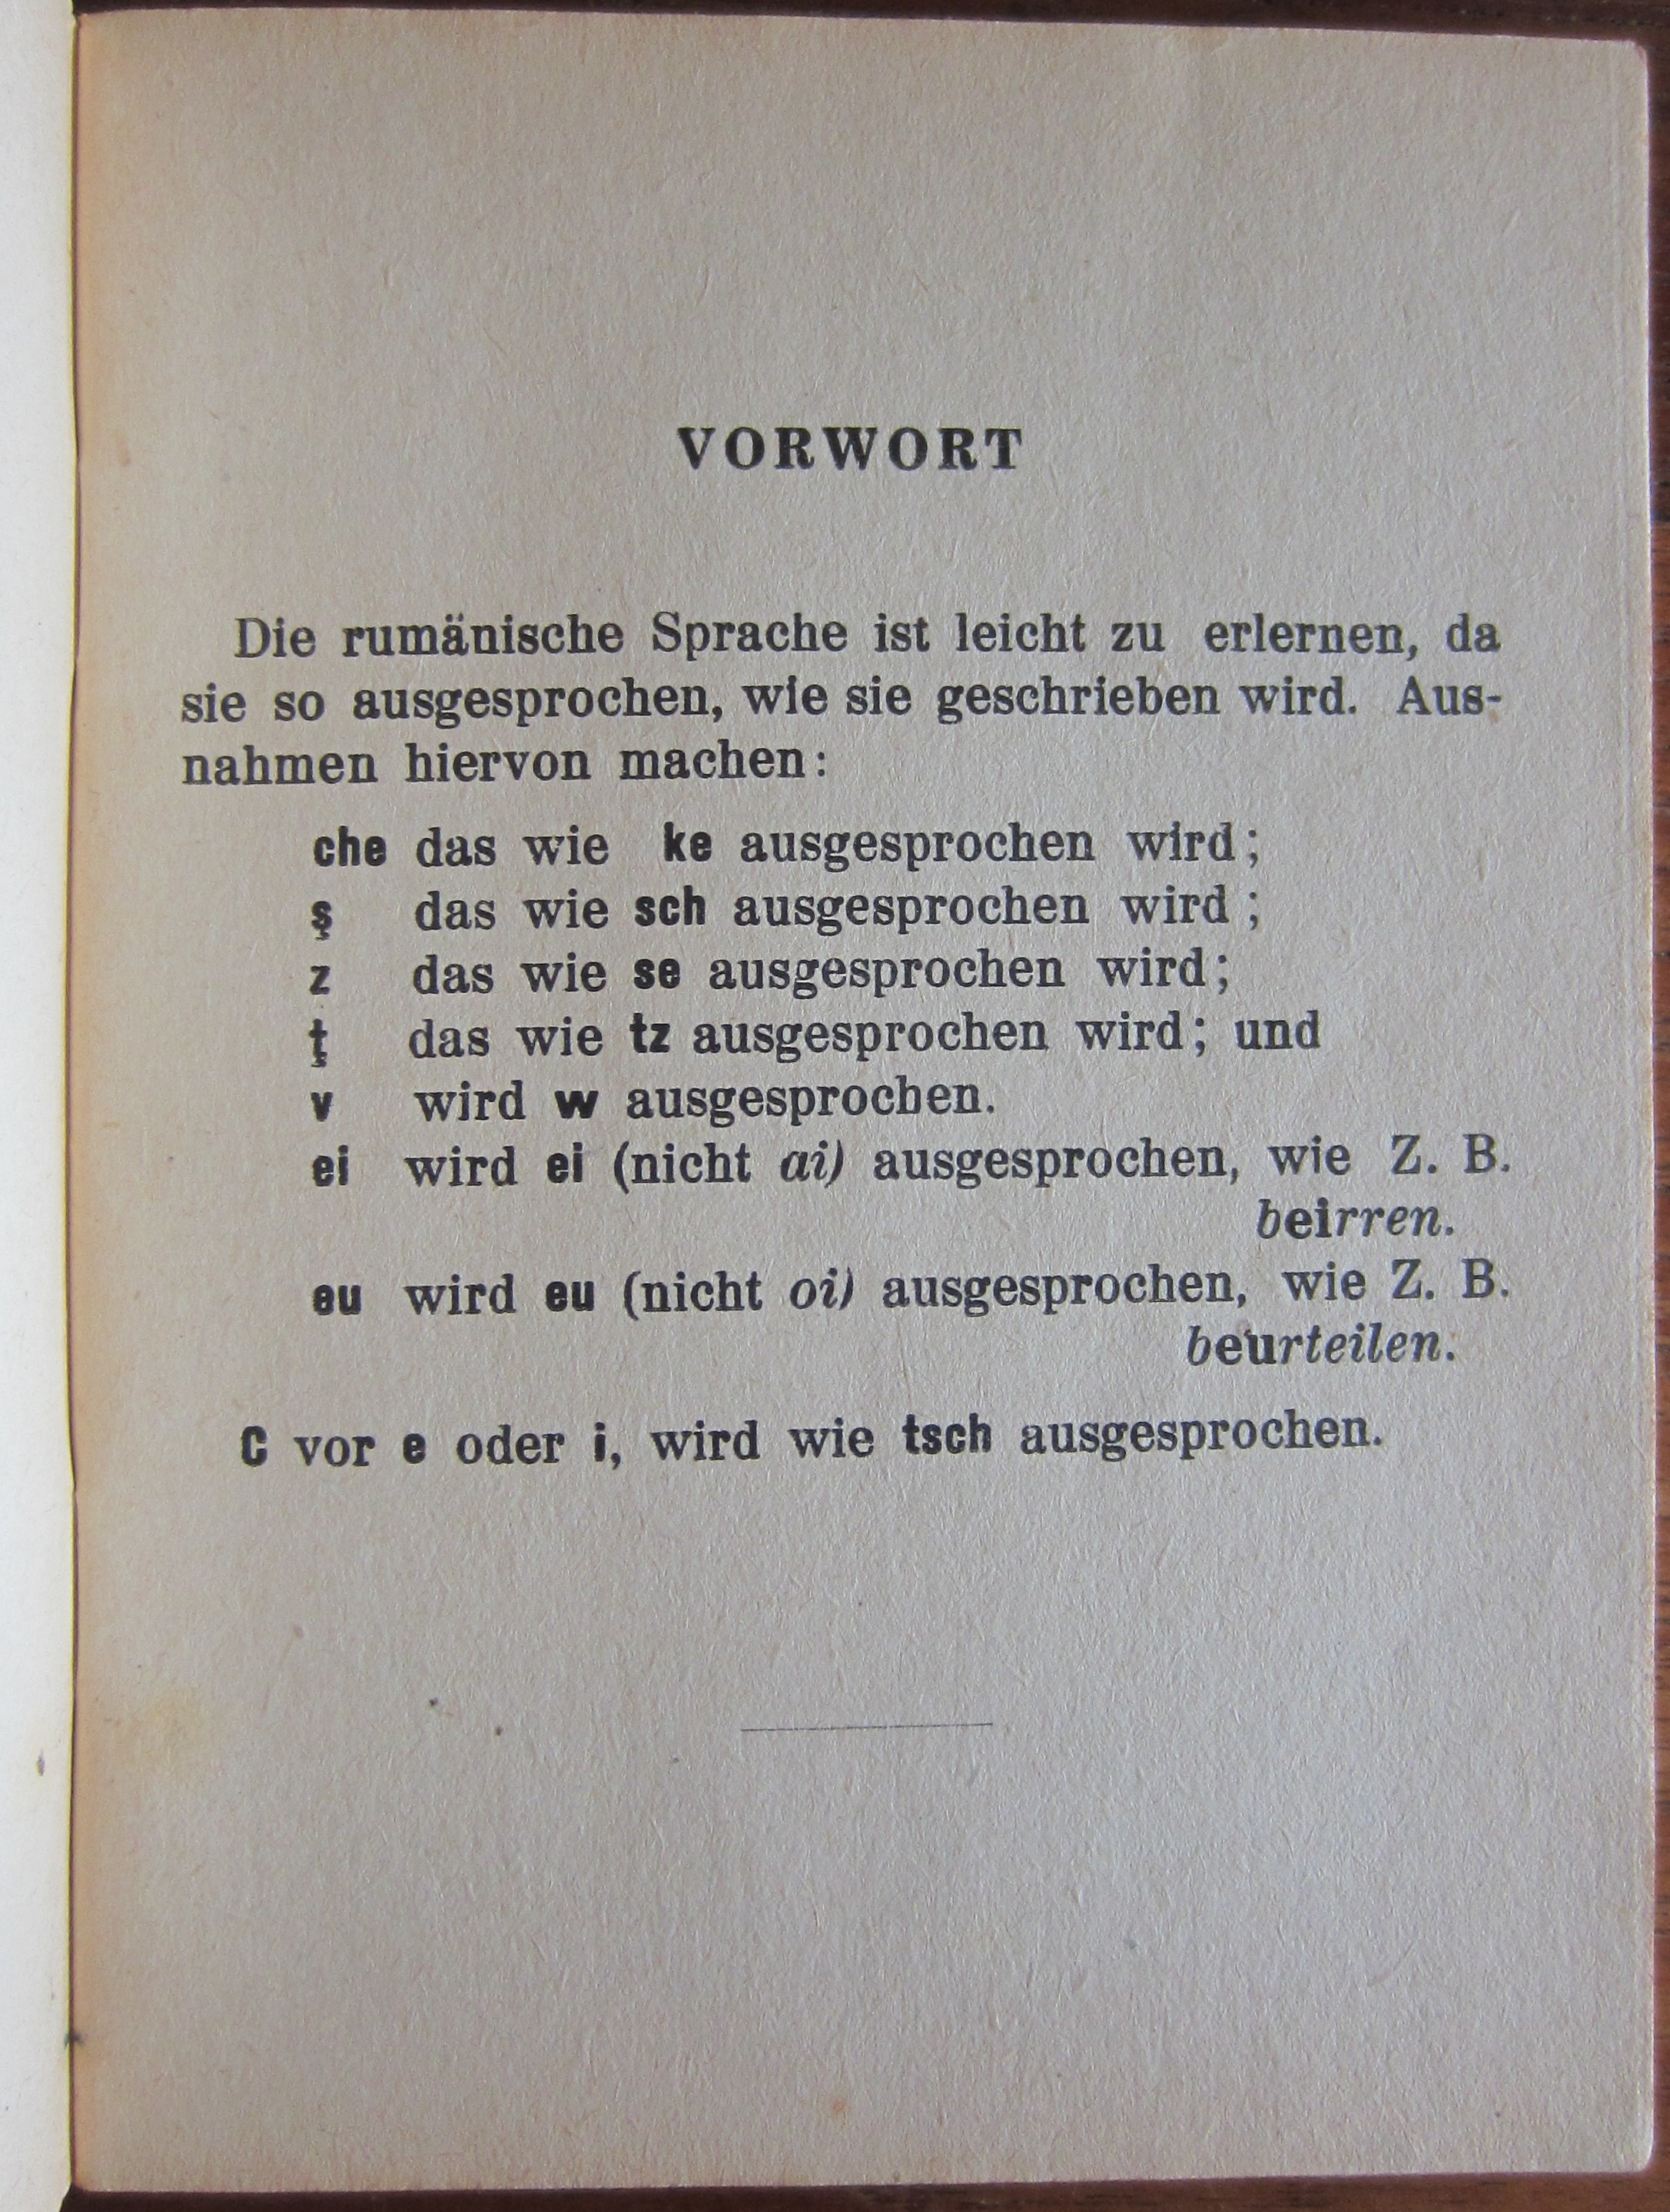 VORWORT
Die rumänische Sprache ist leicht zu erlernen, da
sie so ausgesprochen, wie sie geschrieben wird. Aus-
nahmen hiervon machen:
che das wie ke ausgesprochen wird;
ş das wie sch ausgesprochen wird;
z das wie se ausgesprochen wird;
ţ das wie tz ausgesprochen wird; und
v wird w ausgesprochen.
ei wird ei (nicht ai) ausgesprochen, wie Z. B.
beirren.
eu wird eu (nicht oi) ausgesprochen, wie Z. B.
beurteilen.
C vor e oder i, wird wie tsch ausgesprochen.